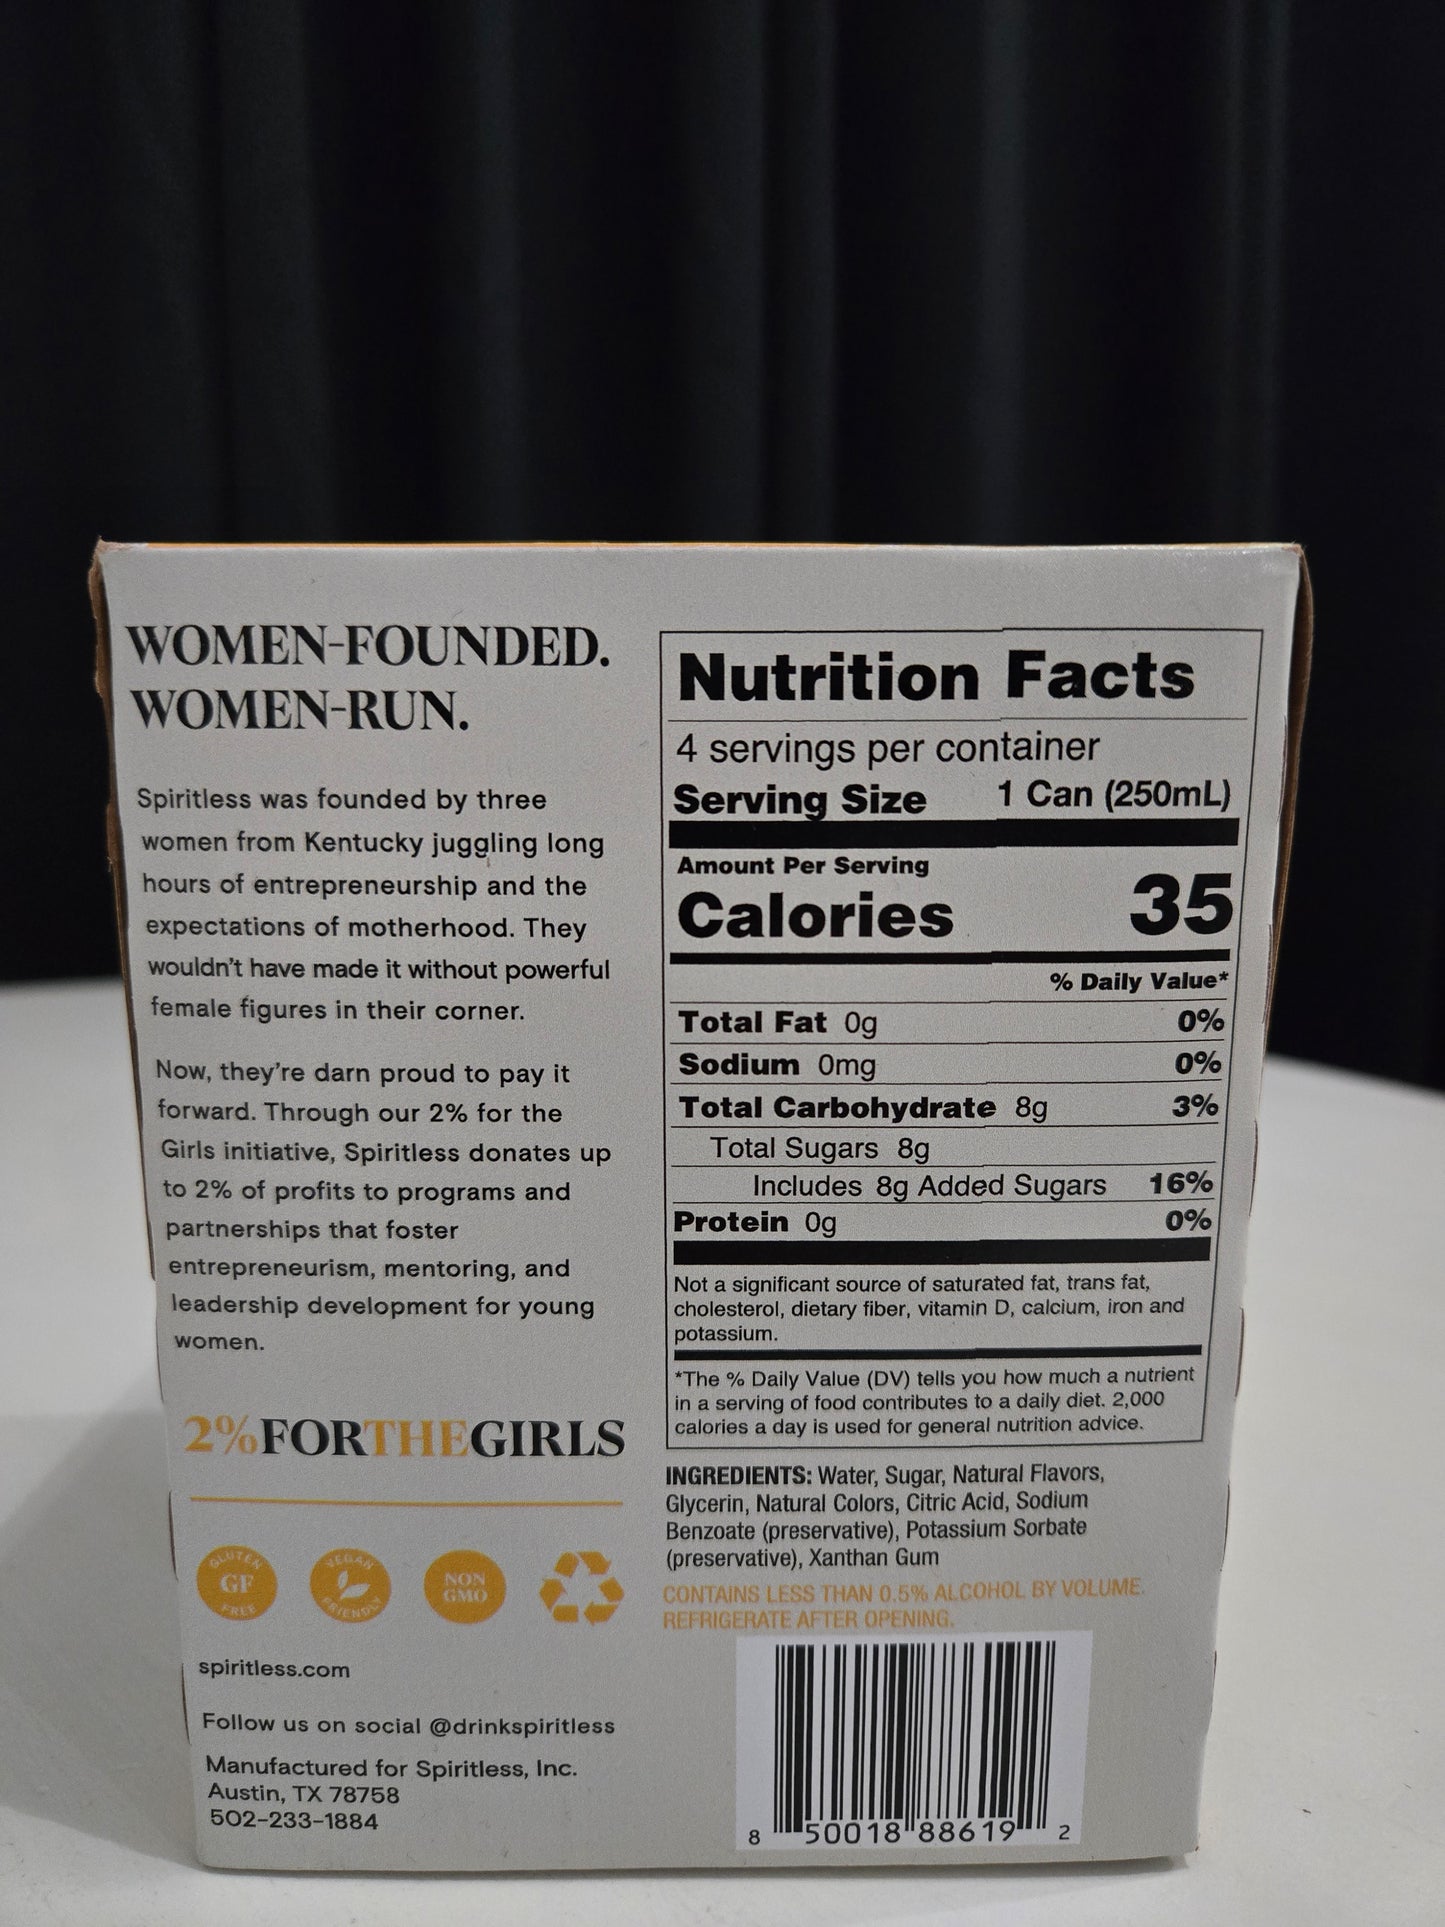 WOMEN-FOUNDED.
WOMEN-RUN.
Spiritless was founded by three
women from Kentucky juggling long
hours of entrepreneurship and the
expectations of motherhood. They
wouldn't have made it without powerful
female figures in their corner.
Now, they're darn proud to pay it
forward. Through our 2% for the
Girls initiative, Spiritless donates up
to 2% of profits to programs and
partnerships that foster
entrepreneurism, mentoring, and
leadership development for young
women.
2%FORTHEGIRLS
GLUTEN
GF
FREE
VEGAN
FRIENDLY
NON
GMO
spiritless.com
Follow us on social @drinkspiritless
Manufactured for Spiritless, Inc.
Austin, TX 78758
502-233-1884
Nutrition Facts
4 servings per container
Serving Size 1 Can (250mL)
Amount Per Serving
Calories 35
% Daily Value*
Total Fat 0g 0%
Sodium 0mg 0%
Total Carbohydrate 8g 3%
Total Sugars 8g
Includes 8g Added Sugars 16%
Protein 0g 0%
Not a significant source of saturated fat, trans fat,
cholesterol, dietary fiber, vitamin D, calcium, iron and
potassium.
*The % Daily Value (DV) tells you how much a nutrient
in a serving of food contributes to a daily diet. 2,000
calories a day is used for general nutrition advice.
INGREDIENTS: Water, Sugar, Natural Flavors,
Glycerin, Natural Colors, Citric Acid, Sodium
Benzoate (preservative), Potassium Sorbate
(preservative), Xanthan Gum
CONTAINS LESS THAN 0.5% ALCOHOL BY VOLUME.
REFRIGERATE AFTER OPENING.
8 50018 88619 2